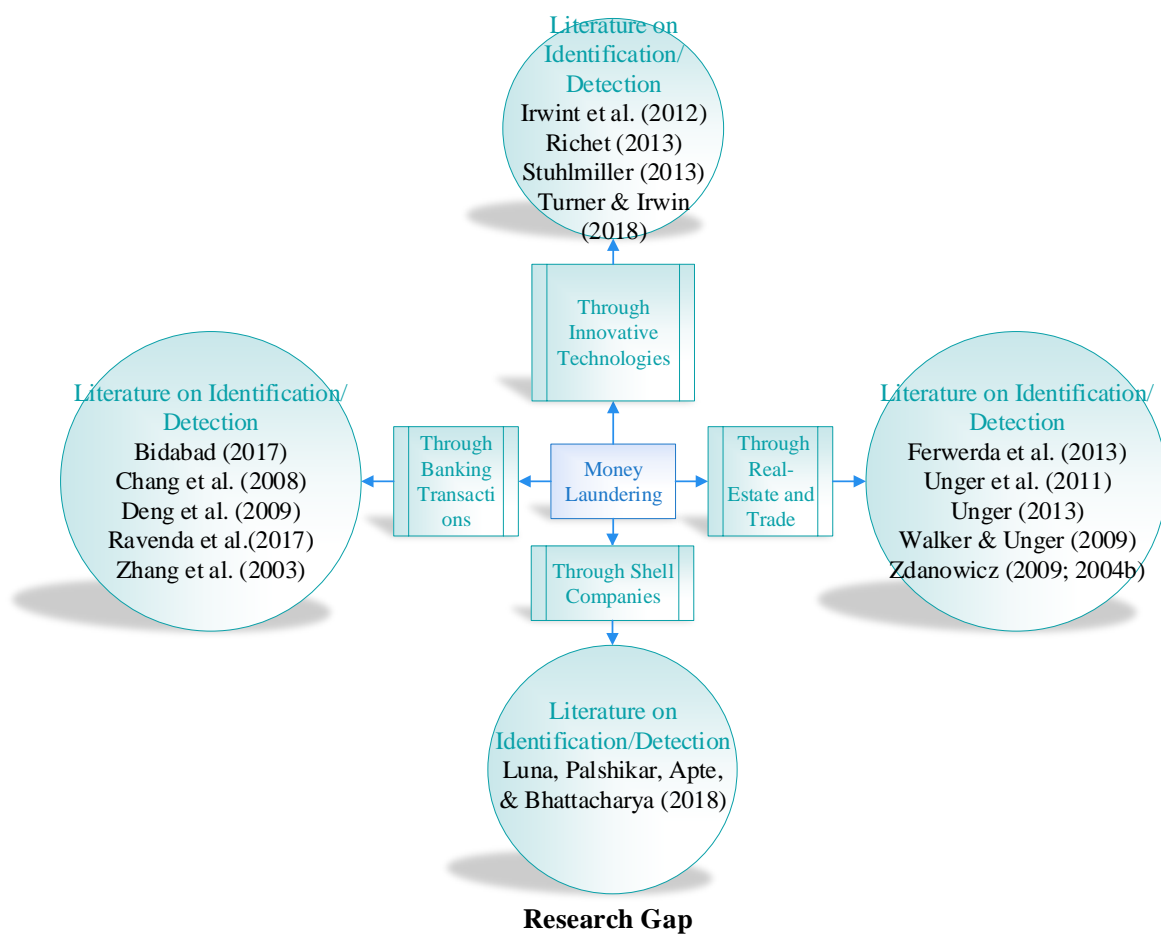 Literature on
Identification/
Detection
Irwint et al. (2012)
Richet (2013)
Stuhlmiller (2013)
Turner & Irwin
(2018)
Through
Innovative
Technologies
Literature on Identification/
Detection
Bidabad (2017)
Chang et al. (2008)
Deng et al. (2009)
Ravenda et al.(2017)
Zhang et al. (2003)
Through
Banking
Transacti
ons
Money
Laundering
Through
Real-
Estate and
Trade
Literature on Identification/
Detection
Ferwerda et al. (2013)
Unger et al. (2011)
Unger (2013)
Walker & Unger (2009)
Zdanowicz (2009; 2004b)
Through Shell
Companies
Literature on
Identification/Detection
Luna, Palshikar, Apte,
& Bhattacharya (2018)
Research Gap